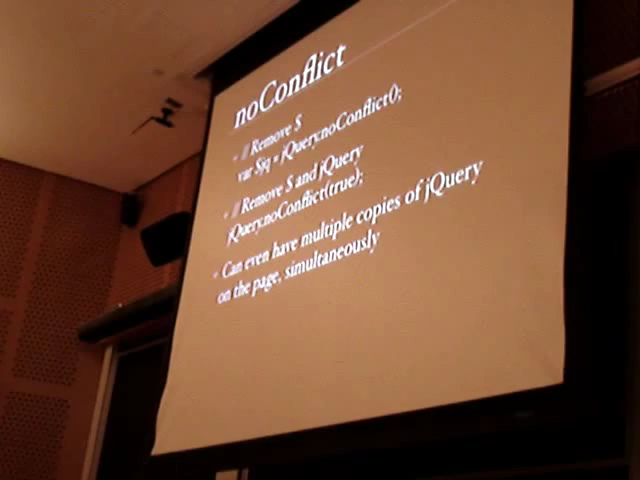 noConflict
• // Remove $
var $jq = jQuery.noConflict();
• // Remove $ and jQuery
jQuery.noConflict(true);
• Can even have multiple copies of jQuery
on the page, simultaneously